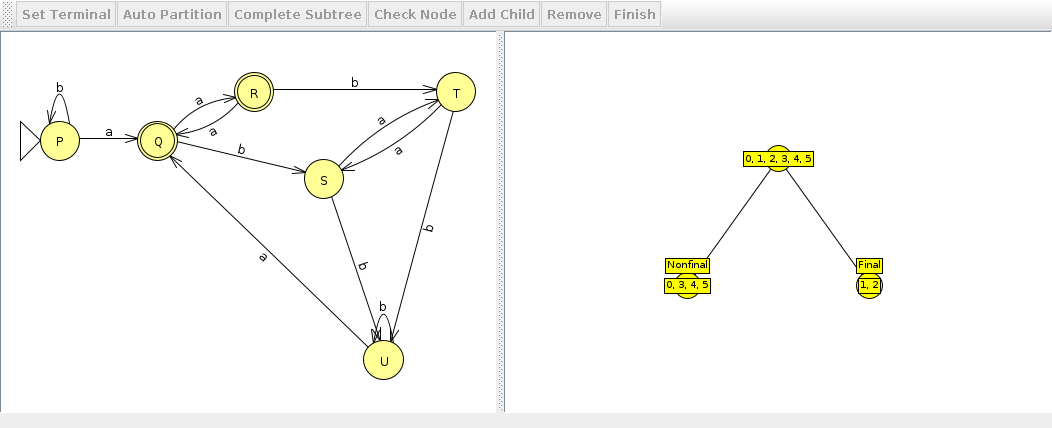 Set Terminal Auto Partition Complete Subtree Check Node Add Child Remove Finish
b
a
P
a
a
Q
R
b
T
b
a
a
S
b
b
a
b
U
0, 1, 2, 3, 4, 5
Nonfinal
0, 3, 4, 5
Final
1, 2